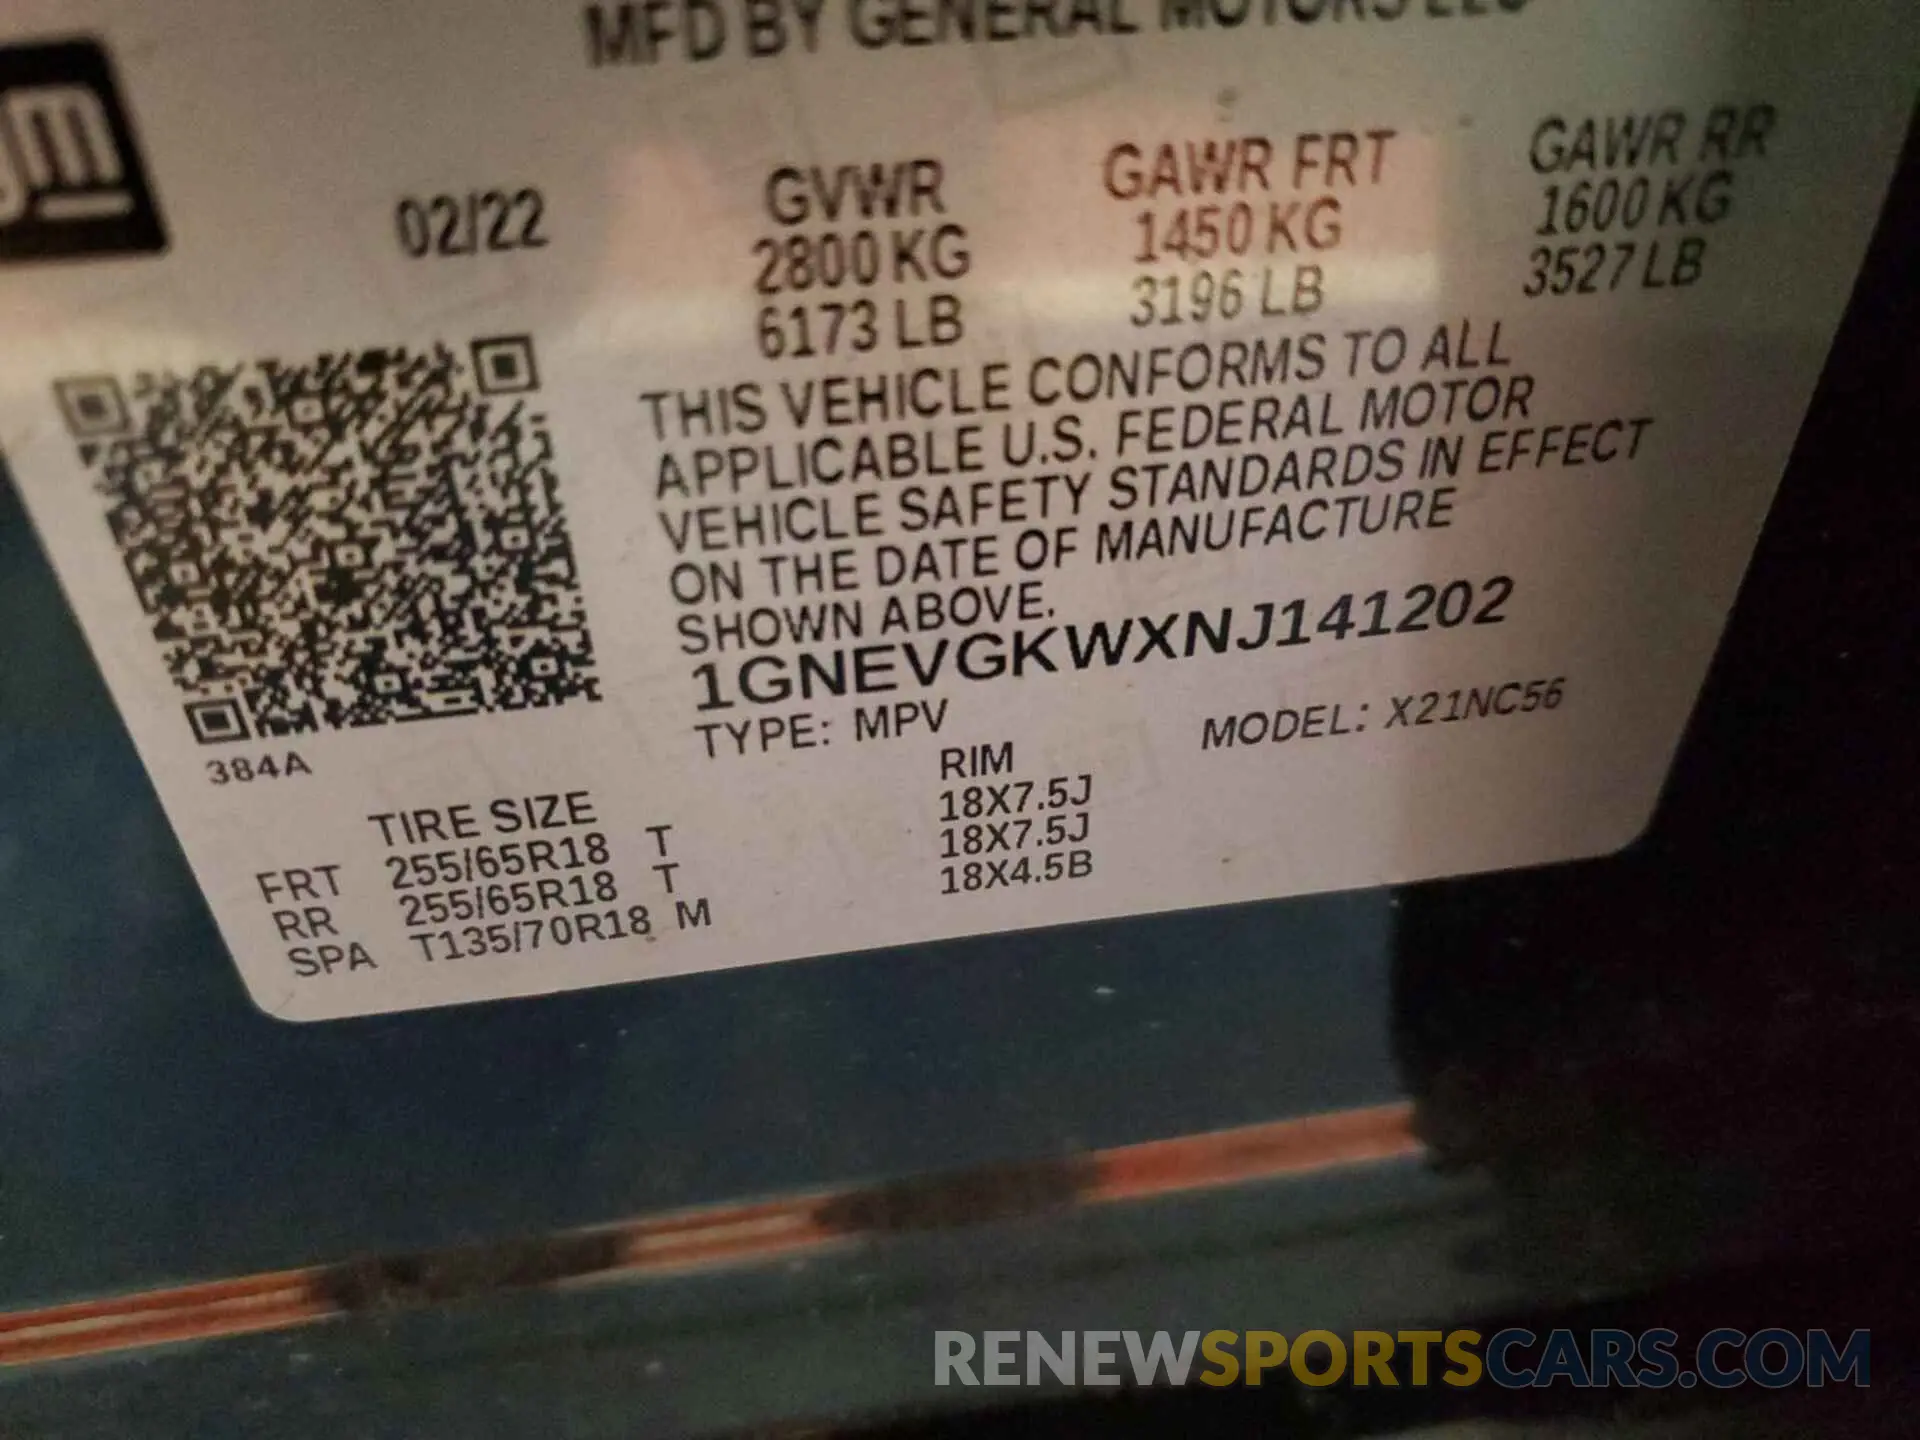 MFD BY GENERAL MOTORS LLC
gm
02/22
GVWR GAWR FRT GAWR RR
2800 KG 1450 KG 1600 KG
6173 LB 3196 LB 3527 LB
THIS VEHICLE CONFORMS TO ALL
APPLICABLE U.S. FEDERAL MOTOR
VEHICLE SAFETY STANDARDS IN EFFECT
ON THE DATE OF MANUFACTURE
SHOWN ABOVE.
1GNEVGKWXNJ141202
TYPE: MPV MODEL: X21NC56
384A
TIRE SIZE RIM
FRT 255/65R18 T 18X7.5J
RR 255/65R18 T 18X7.5J
SPA T135/70R18 M 18X4.5B
RENEWSPORTSCARS.COM